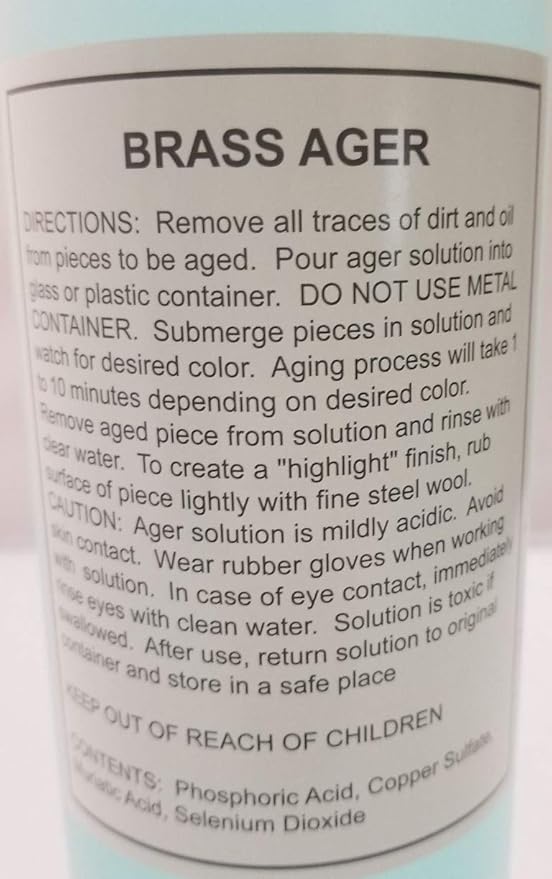 BRASS AGER
DIRECTIONS: Remove all traces of dirt and oil
from pieces to be aged. Pour ager solution into
glass or plastic container. DO NOT USE METAL
CONTAINER. Submerge pieces in solution and
watch for desired color. Aging process will take 1
to 10 minutes depending on desired color.
Remove aged piece from solution and rinse with
clear water. To create a "highlight" finish, rub
surface of piece lightly with fine steel wool.
CAUTION: Ager solution is mildly acidic. Avoid
skin contact. Wear rubber gloves when working
with solution. In case of eye contact, immediately
rinse eyes with clean water. Solution is toxic if
swallowed. After use, return solution to original
container and store in a safe place
KEEP OUT OF REACH OF CHILDREN
CONTENTS: Phosphoric Acid, Copper Sulfate,
Muriatic Acid, Selenium Dioxide